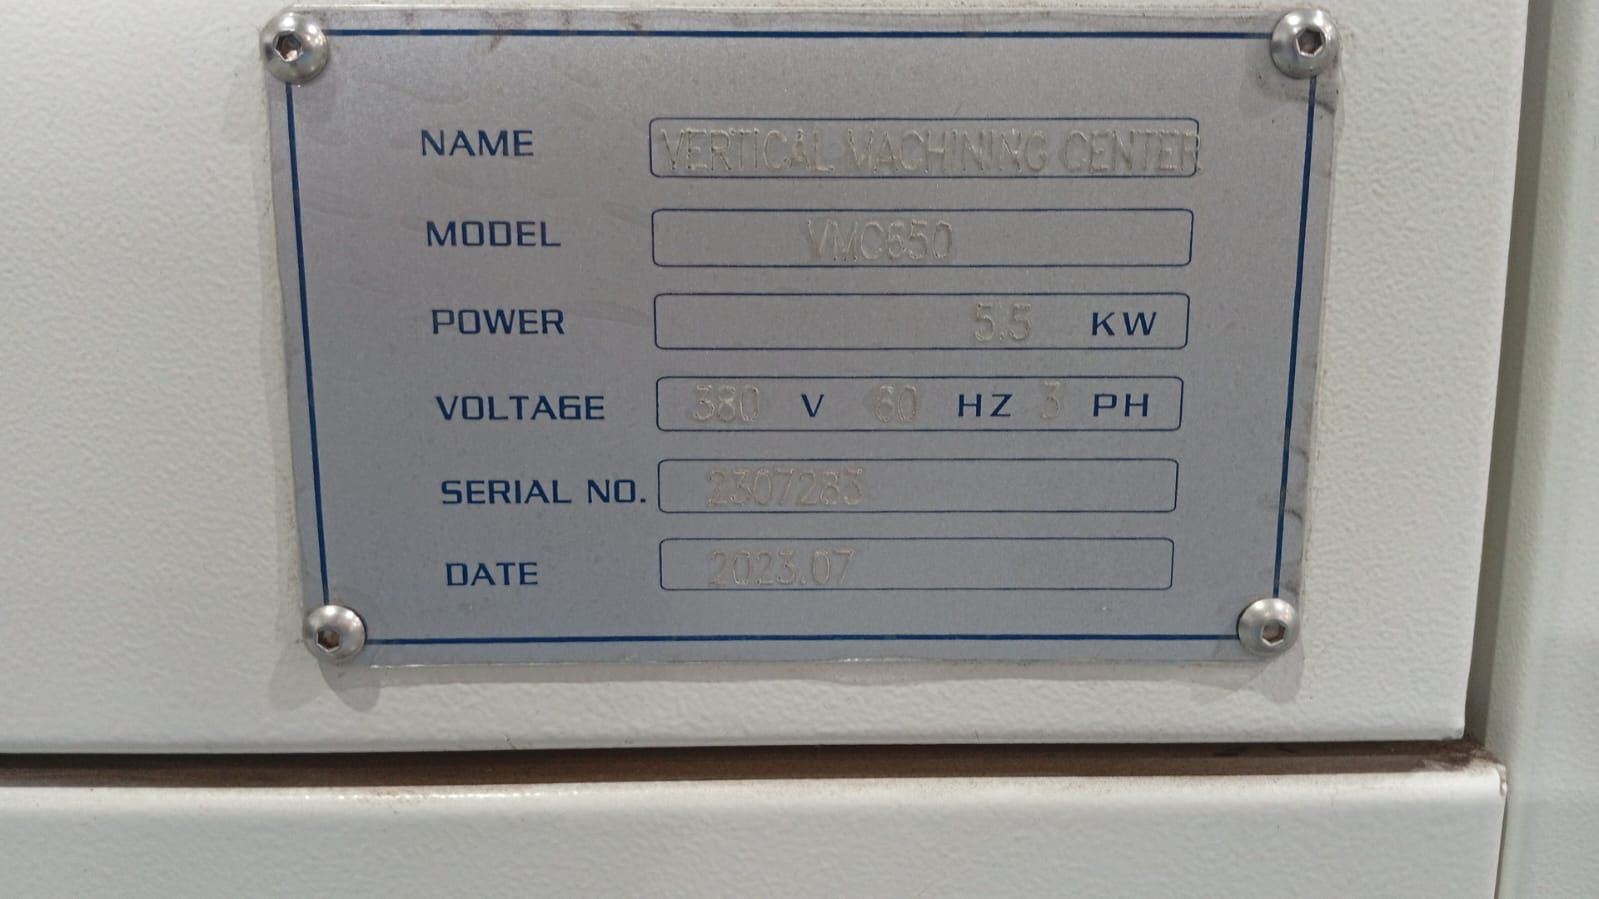 NAME VERTICAL MACHINING CENTER
MODEL VMC650
POWER 5.5 KW
VOLTAGE 380 V 60 HZ 3 PH
SERIAL NO. 2307283
DATE 2023.07